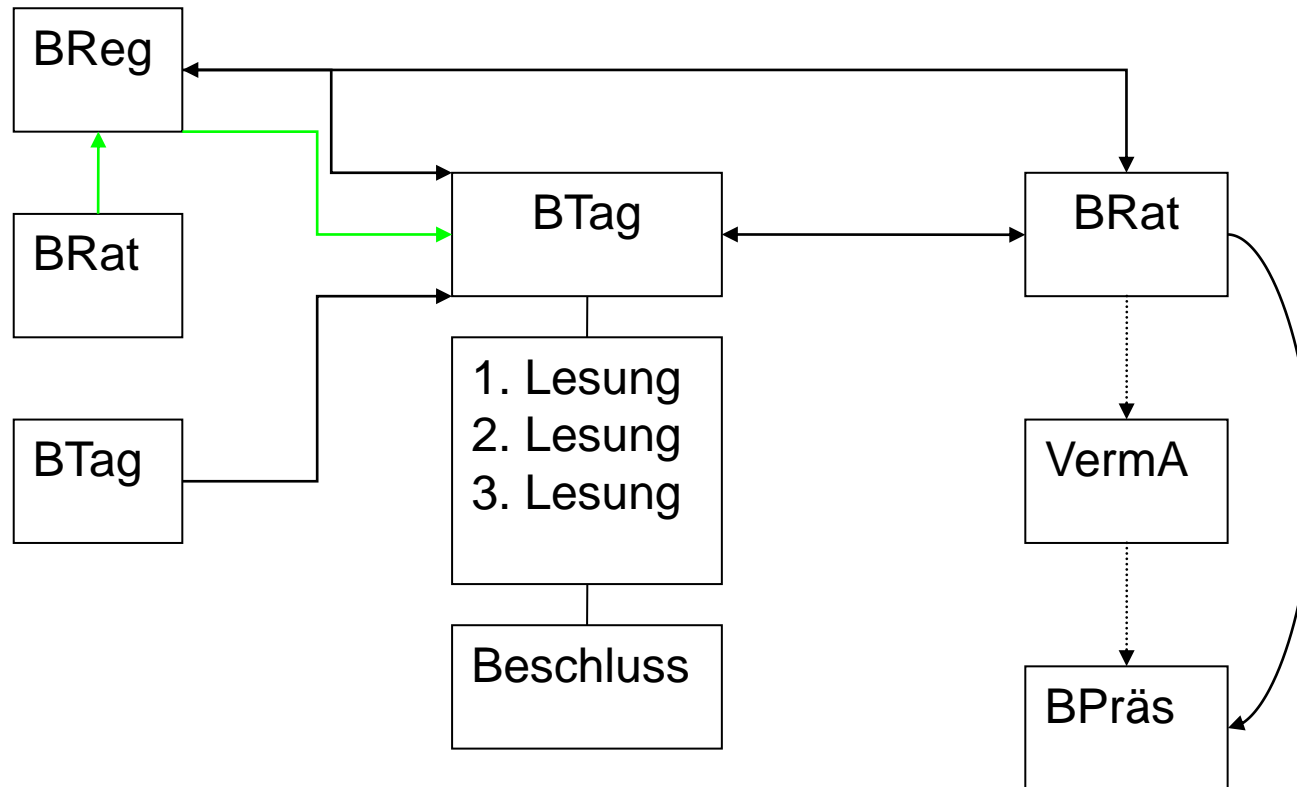 BReg
BRat
BTag
BTag
1. Lesung
2. Lesung
3. Lesung
Beschluss
BRat
VermA
BPräs